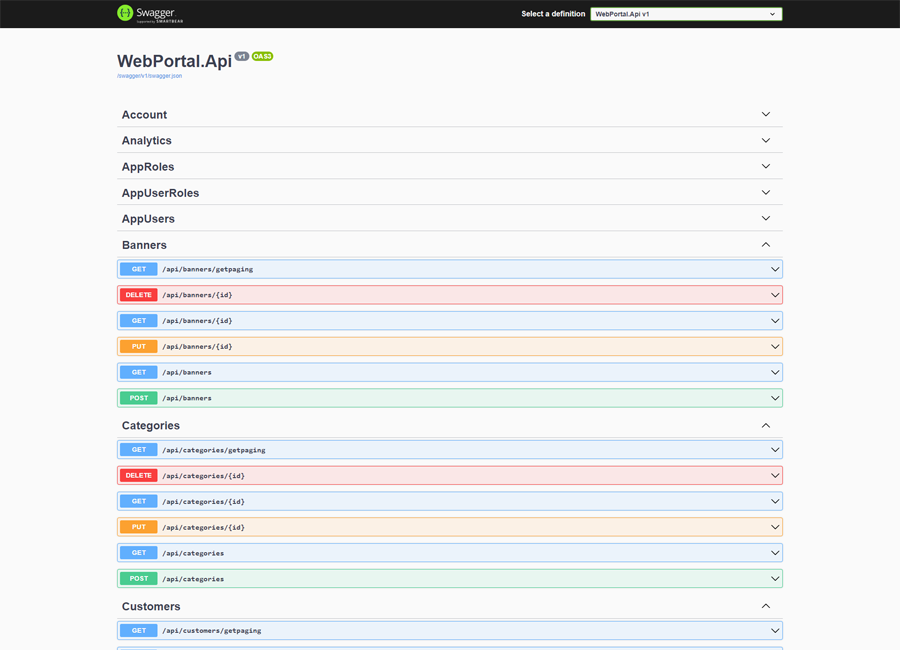 Swagger
Supported by SMARTBEAR
Select a definition
WebPortal.Api v1
WebPortal.Api v1 OAS3
/swagger/v1/swagger.json
Account
Analytics
AppRoles
AppUserRoles
AppUsers
Banners
GET /api/banners/getpaging
DELETE /api/banners/{id}
GET /api/banners/{id}
PUT /api/banners/{id}
GET /api/banners
POST /api/banners
Categories
GET /api/categories/getpaging
DELETE /api/categories/{id}
GET /api/categories/{id}
PUT /api/categories/{id}
GET /api/categories
POST /api/categories
Customers
GET /api/customers/getpaging